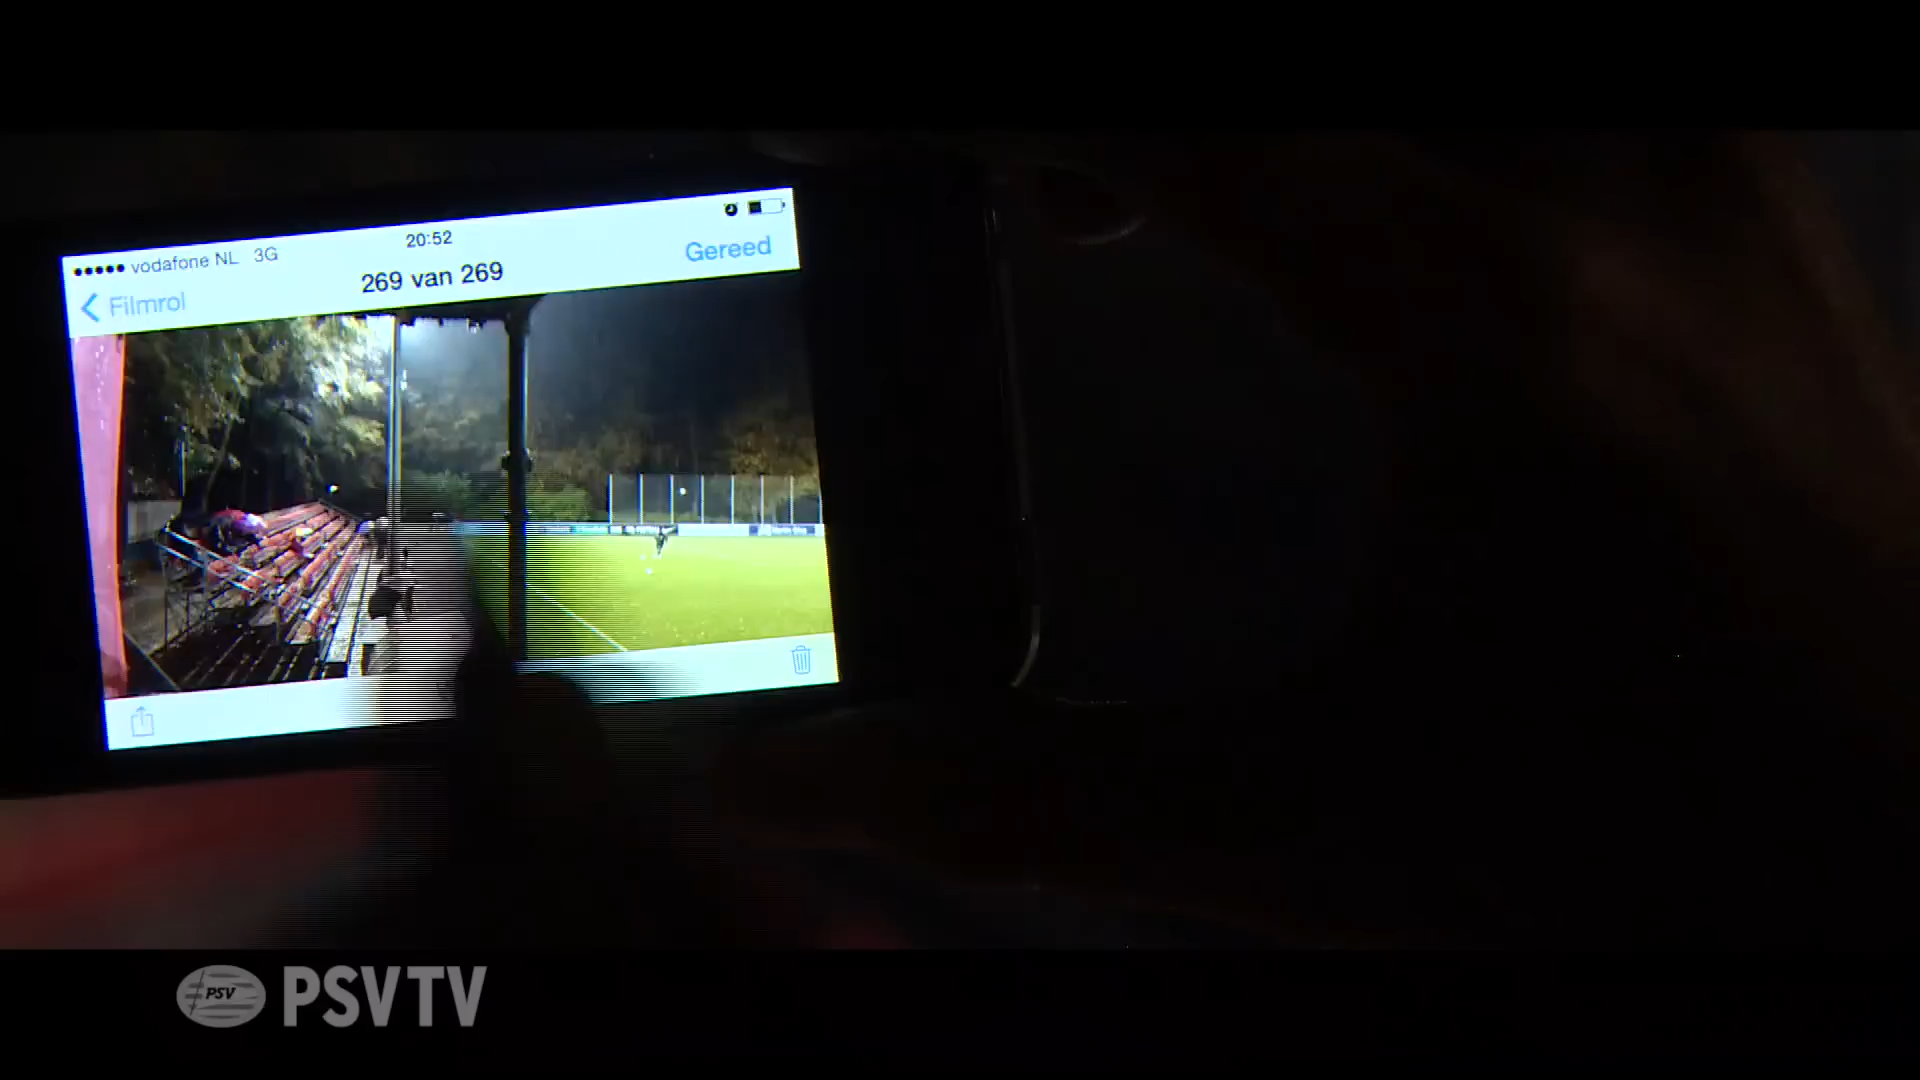 ●●●●● vodafone NL 3G 20:52
Filmrol 269 van 269 Gereed
PSV PSVTV